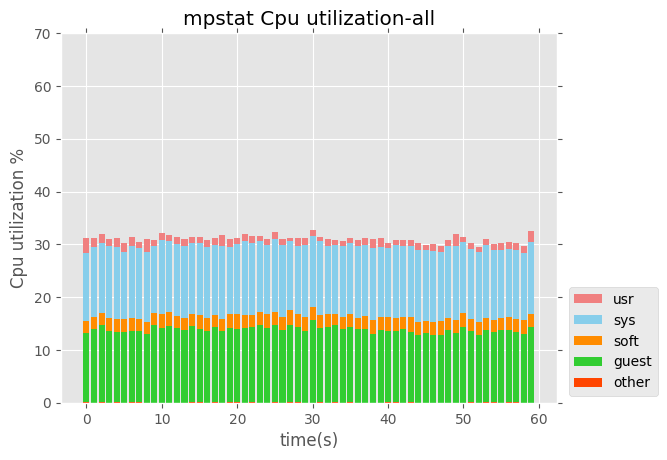 mpstat Cpu utilization-all
70
60
50
40
30
20
10
0
Cpu utilization %
0 10 20 30 40 50 60
time(s)
usr
sys
soft
guest
other